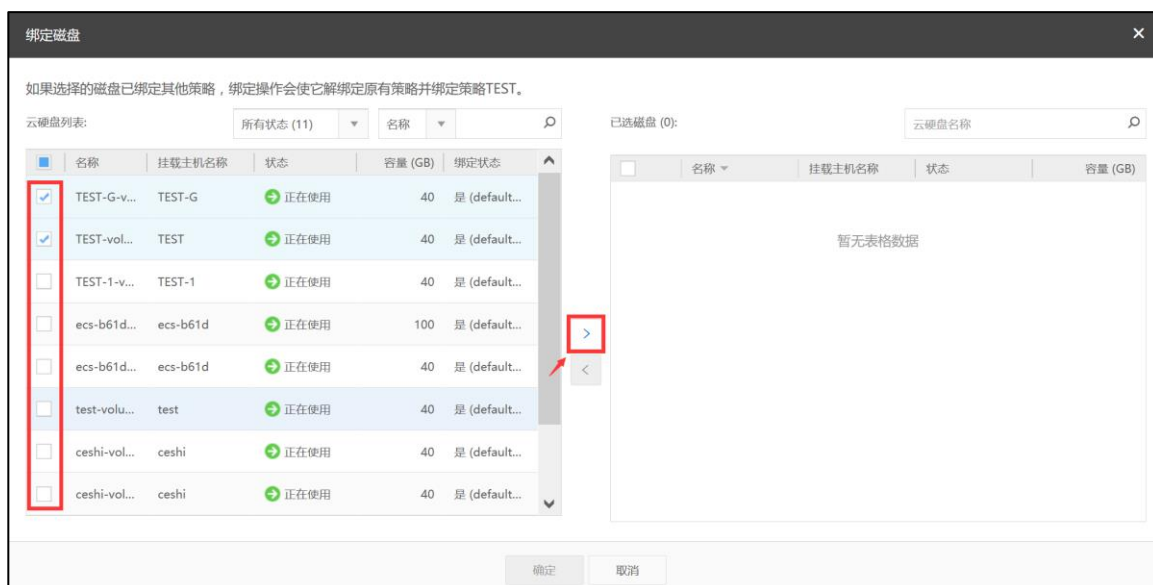 绑定磁盘
如果选择的磁盘已绑定其他策略，绑定操作会使它解绑定原有策略并绑定策略TEST。
云硬盘列表: 所有状态 (11) 名称
名称 挂载主机名称 状态 容量 (GB) 绑定状态
TEST-G-v... TEST-G 正在使用 40 是 (default...
TEST-vol... TEST 正在使用 40 是 (default...
TEST-1-v... TEST-1 正在使用 40 是 (default...
ecs-b61d... ecs-b61d 正在使用 100 是 (default...
ecs-b61d... ecs-b61d 正在使用 40 是 (default...
test-volu... test 正在使用 40 是 (default...
ceshi-vol... ceshi 正在使用 40 是 (default...
ceshi-vol... ceshi 正在使用 40 是 (default...
已选磁盘 (0): 云硬盘名称
名称 挂载主机名称 状态 容量 (GB)
暂无表格数据
确定 取消